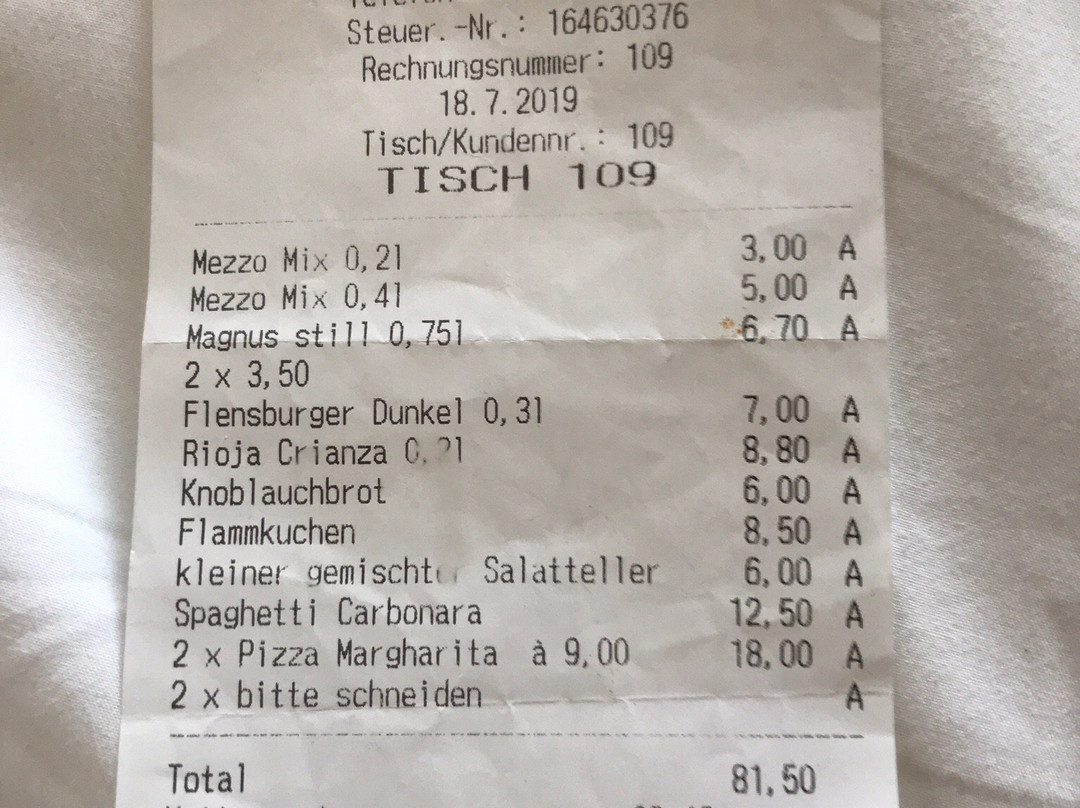 Steuer.-Nr.: 164630376
Rechnungsnummer: 109
18.7.2019
Tisch/Kundennr.: 109
TISCH 109
Mezzo Mix 0,2l 3,00 A
Mezzo Mix 0,4l 5,00 A
Magnus still 0,75l 6,70 A
2 x 3,50
Flensburger Dunkel 0,3l 7,00 A
Rioja Crianza 8,80 A
Knoblauchbrot 6,00 A
Flammkuchen 8,50 A
kleiner Salatteller 6,00 A
Spaghetti Carbonara 12,50 A
2 x Pizza Margharita à 9,00 18,00 A
2 x bitte schneiden A
Total 81,50